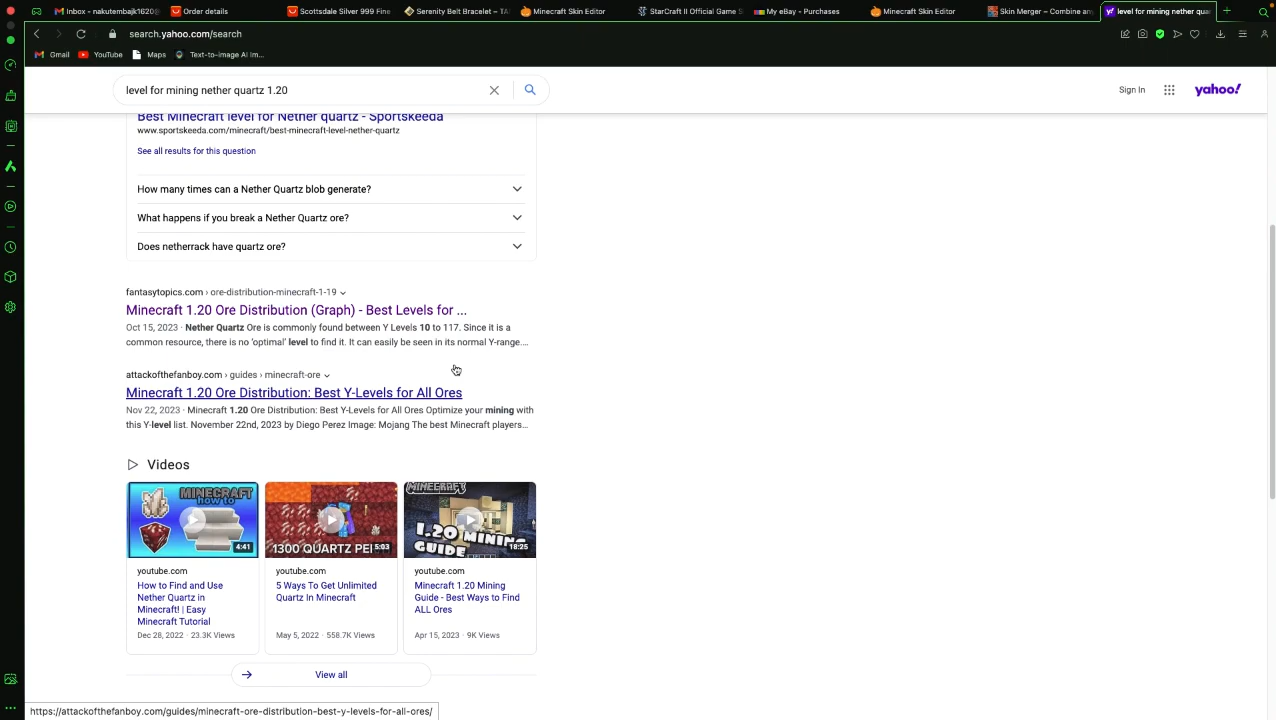 Inbox - nakutembajk1620@
Order details
Scottsdale Silver 999 Fine
Serenity Belt Bracelet – TA
Minecraft Skin Editor
StarCraft II Official Game S
My eBay - Purchases
Minecraft Skin Editor
Skin Merger – Combine an
level for mining nether qua
search.yahoo.com/search
Gmail
YouTube
Maps
Text-to-image AI Im...
level for mining nether quartz 1.20
Sign In
yahoo!
Best Minecraft level for Nether quartz - Sportskeeda
www.sportskeeda.com/minecraft/best-minecraft-level-nether-quartz
See all results for this question
How many times can a Nether Quartz blob generate?
What happens if you break a Nether Quartz ore?
Does netherrack have quartz ore?
fantasytopics.com › ore-distribution-minecraft-1-19
Minecraft 1.20 Ore Distribution (Graph) - Best Levels for ...
Oct 15, 2023 · Nether Quartz Ore is commonly found between Y Levels 10 to 117. Since it is a
common resource, there is no 'optimal' level to find it. It can easily be seen in its normal Y-range....
attackofthefanboy.com › guides › minecraft-ore
Minecraft 1.20 Ore Distribution: Best Y-Levels for All Ores
Nov 22, 2023 · Minecraft 1.20 Ore Distribution: Best Y-Levels for All Ores Optimize your mining with
this Y-level list. November 22nd, 2023 by Diego Perez Image: Mojang The best Minecraft players...
Videos
MINECRAFT
how to
4:41
1300 QUARTZ PE
5:03
MINECRAFT
1.20 MINING
GUIDE
18:25
youtube.com
How to Find and Use
Nether Quartz in
Minecraft! | Easy
Minecraft Tutorial
Dec 28, 2022 · 23.3K Views
youtube.com
5 Ways To Get Unlimited
Quartz In Minecraft
May 5, 2022 · 558.7K Views
youtube.com
Minecraft 1.20 Mining
Guide - Best Ways to Find
ALL Ores
Apr 15, 2023 · 9K Views
View all
https://attackofthefanboy.com/guides/minecraft-ore-distribution-best-y-levels-for-all-ores/